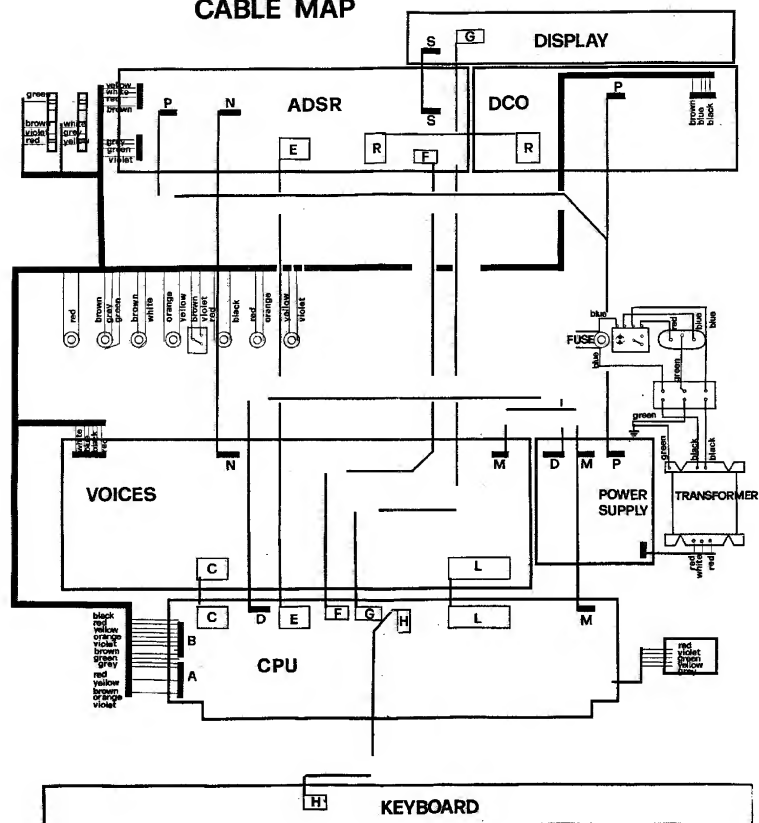 CABLE MAP
S
G
DISPLAY
green
brown
violet
red
white
grey
yellow
yellow
white
red
brown
grey
green
violet
P
N
ADSR
S
E
R
F
DCO
R
P
brown
blue
black
red
brown
grey
green
brown
white
orange
yellow
brown
violet
red
black
red
orange
yellow
violet
blue
FUSE
blue
red
blue
blue
green
green
green
black
black
white
blue
black
red
N
M
D
M
P
VOICES
POWER
SUPPLY
TRANSFORMER
red
white
red
C
L
C
D
E
F
G
H
L
M
black
red
yellow
orange
violet
brown
green
grey
B
red
yellow
brown
orange
violet
A
CPU
red
violet
green
yellow
grey
H
KEYBOARD